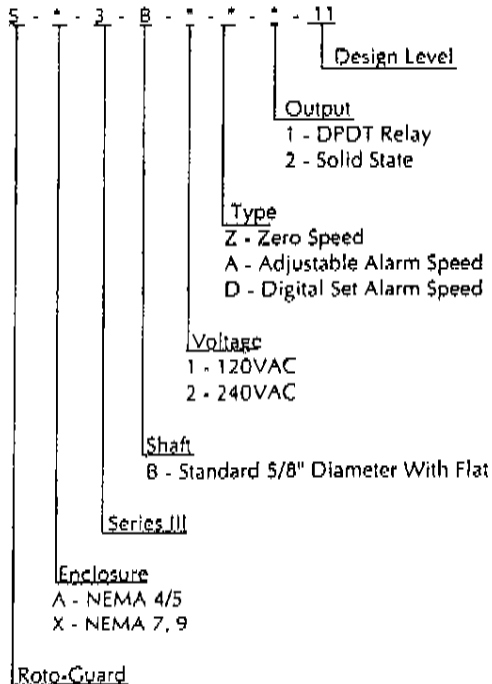 S - * - 3 - B - * - * - * - 11
Design Level
Output
1 - DPDT Relay
2 - Solid State
Type
Z - Zero Speed
A - Adjustable Alarm Speed
D - Digital Set Alarm Speed
Voltage
1 - 120VAC
2 - 240VAC
Shaft
B - Standard 5/8" Diameter With Flat
Series III
Enclosure
A - NEMA 4/5
X - NEMA 7, 9
Roto-Guard